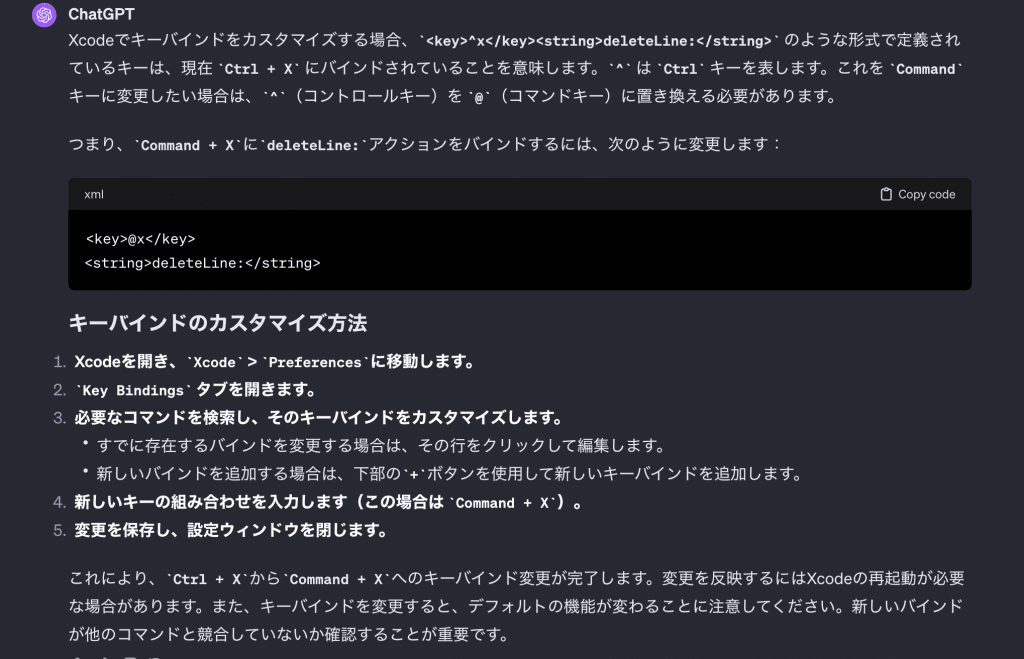 ChatGPT
Xcodeでキーバインドをカスタマイズする場合、`<key>^x</key><string>deleteLine:</string>` のような形式で定義され
ているキーは、現在 `Ctrl + X` にバインドされていることを意味します。`^` は `Ctrl` キーを表します。これを `Command`
キーに変更したい場合は、`^`（コントロールキー）を `@`（コマンドキー）に置き換える必要があります。
つまり、`Command + X`に`deleteLine:`アクションをバインドするには、次のように変更します：
xml
Copy code
<key>@x</key>
<string>deleteLine:</string>
キーバインドのカスタマイズ方法
1. Xcodeを開き、`Xcode` > `Preferences`に移動します。
2. `Key Bindings` タブを開きます。
3. 必要なコマンドを検索し、そのキーバインドをカスタマイズします。
• すでに存在するバインドを変更する場合は、その行をクリックして編集します。
• 新しいバインドを追加する場合は、下部の`+`ボタンを使用して新しいキーバインドを追加します。
4. 新しいキーの組み合わせを入力します（この場合は `Command + X`）。
5. 変更を保存し、設定ウィンドウを閉じます。
これにより、`Ctrl + X`から`Command + X`へのキーバインド変更が完了します。変更を反映するにはXcodeの再起動が必要
な場合があります。また、キーバインドを変更すると、デフォルトの機能が変わることに注意してください。新しいバインド
が他のコマンドと競合していないか確認することが重要です。